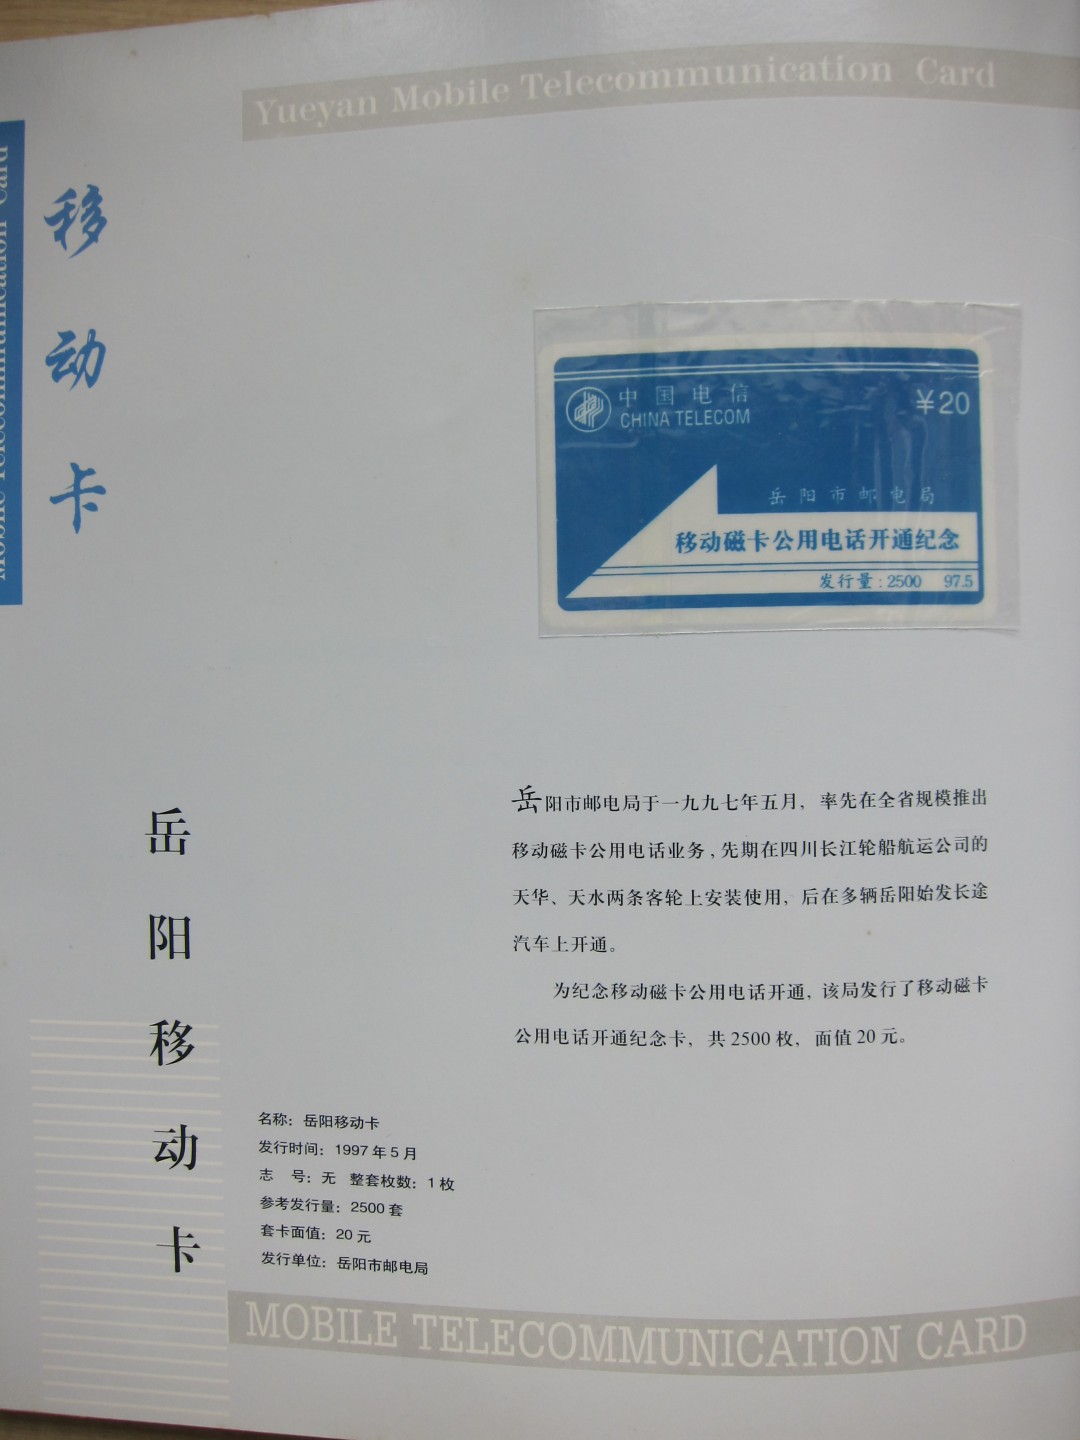 Yueyan Mobile Telecommunication Card
Mobile Telecommunication Card
移动卡
中国电信
CHINA TELECOM
¥20
岳阳市邮电局
移动磁卡公用电话开通纪念
发行量:2500 97.5
岳阳市邮电局于一九九七年五月，率先在全省规模推出
移动磁卡公用电话业务，先期在四川长江轮船航运公司的
天华、天水两条客轮上安装使用，后在多辆岳阳始发长途
汽车上开通。
为纪念移动磁卡公用电话开通，该局发行了移动磁卡
公用电话开通纪念卡，共2500枚，面值20元。
岳阳移动卡
名称：岳阳移动卡
发行时间：1997年5月
志 号：无 整套枚数：1枚
参考发行量：2500套
套卡面值：20元
发行单位：岳阳市邮电局
MOBILE TELECOMMUNICATION CARD